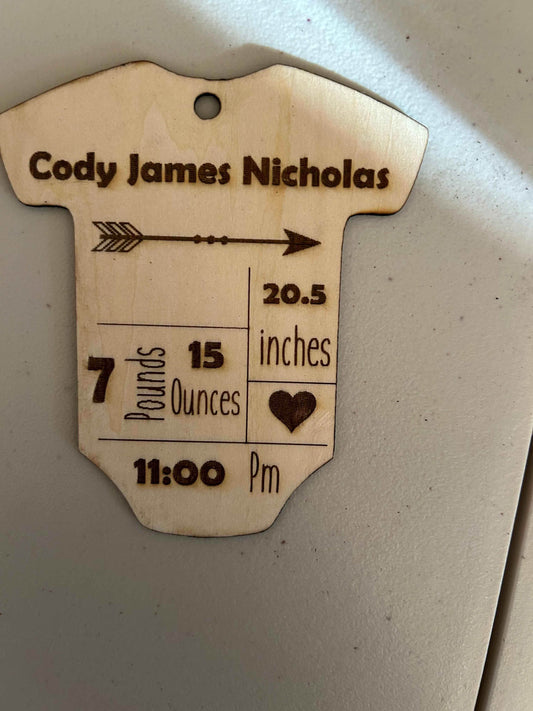 Cody James Nicholas
20.5
inches
7
Pounds
15
Ounces
11:00 Pm